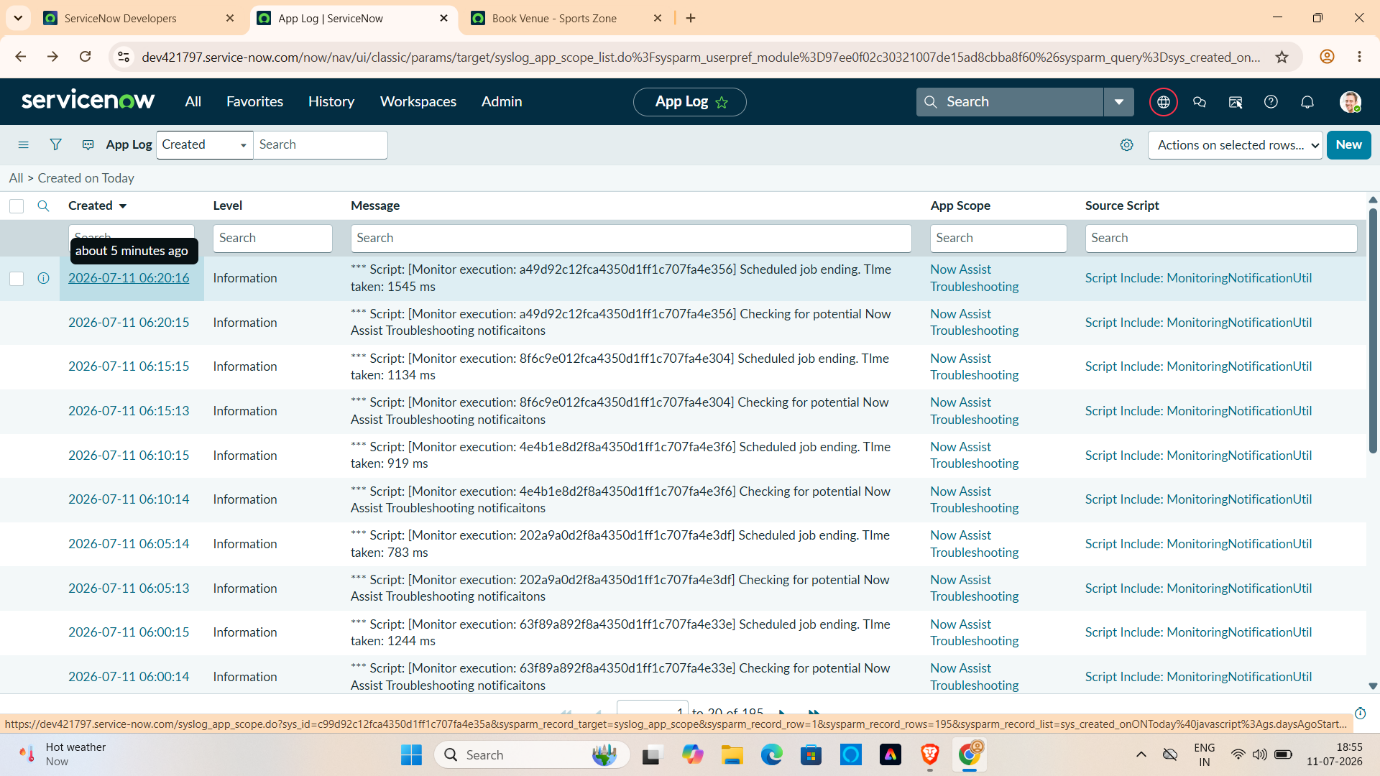 ServiceNow Developers
App Log | ServiceNow
Book Venue - Sports Zone
dev421797.service-now.com/now/nav/ui/classic/params/target/syslog_app_scope_list.do%3Fsysparm_userpref_module%3D97ee0f02c30321007de15ad8cbba8f60%26sysparm_query%3Dsys_created_on...
servicenow
All Favorites History Workspaces Admin
App Log
Search
App Log Created Search
Actions on selected rows... New
All > Created on Today
Created Level Message App Scope Source Script
Search Search Search Search
about 5 minutes ago
2026-07-11 06:20:16 Information *** Script: [Monitor execution: a49d92c12fca4350d1ff1c707fa4e356] Scheduled job ending. TIme taken: 1545 ms Now Assist Troubleshooting Script Include: MonitoringNotificationUtil
2026-07-11 06:20:15 Information *** Script: [Monitor execution: a49d92c12fca4350d1ff1c707fa4e356] Checking for potential Now Assist Troubleshooting notificaitons Now Assist Troubleshooting Script Include: MonitoringNotificationUtil
2026-07-11 06:15:15 Information *** Script: [Monitor execution: 8f6c9e012fca4350d1ff1c707fa4e304] Scheduled job ending. TIme taken: 1134 ms Now Assist Troubleshooting Script Include: MonitoringNotificationUtil
2026-07-11 06:15:13 Information *** Script: [Monitor execution: 8f6c9e012fca4350d1ff1c707fa4e304] Checking for potential Now Assist Troubleshooting notificaitons Now Assist Troubleshooting Script Include: MonitoringNotificationUtil
2026-07-11 06:10:15 Information *** Script: [Monitor execution: 4e4b1e8d2f8a4350d1ff1c707fa4e3f6] Scheduled job ending. TIme taken: 919 ms Now Assist Troubleshooting Script Include: MonitoringNotificationUtil
2026-07-11 06:10:14 Information *** Script: [Monitor execution: 4e4b1e8d2f8a4350d1ff1c707fa4e3f6] Checking for potential Now Assist Troubleshooting notificaitons Now Assist Troubleshooting Script Include: MonitoringNotificationUtil
2026-07-11 06:05:14 Information *** Script: [Monitor execution: 202a9a0d2f8a4350d1ff1c707fa4e3df] Scheduled job ending. TIme taken: 783 ms Now Assist Troubleshooting Script Include: MonitoringNotificationUtil
2026-07-11 06:05:13 Information *** Script: [Monitor execution: 202a9a0d2f8a4350d1ff1c707fa4e3df] Checking for potential Now Assist Troubleshooting notificaitons Now Assist Troubleshooting Script Include: MonitoringNotificationUtil
2026-07-11 06:00:15 Information *** Script: [Monitor execution: 63f89a892f8a4350d1ff1c707fa4e33e] Scheduled job ending. TIme taken: 1244 ms Now Assist Troubleshooting Script Include: MonitoringNotificationUtil
2026-07-11 06:00:14 Information *** Script: [Monitor execution: 63f89a892f8a4350d1ff1c707fa4e33e] Checking for potential Now Assist Troubleshooting notificaitons Now Assist Troubleshooting Script Include: MonitoringNotificationUtil
1 to 20 of 195
https://dev421797.service-now.com/syslog_app_scope.do?sys_id=c99d92c12fca4350d1ff1c707fa4e35a&sysparm_record_target=syslog_app_scope&sysparm_record_row=1&sysparm_record_rows=195&sysparm_record_list=sys_created_onONToday%40javascript%3Ags.daysAgoStart...
Hot weather
Now
Search
ENG
IN
18:55
11-07-2026